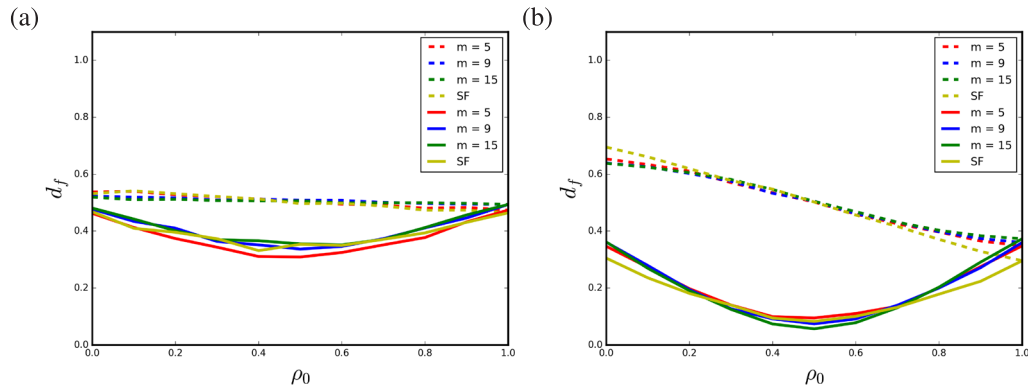 (a)
1.0
0.8
0.6
0.4
0.2
0.0
d_f
0.0 0.2 0.4 0.6 0.8 1.0
ρ_0
m = 5
m = 9
m = 15
SF
m = 5
m = 9
m = 15
SF
(b)
1.0
0.8
0.6
0.4
0.2
0.0
d_f
0.0 0.2 0.4 0.6 0.8 1.0
ρ_0
m = 5
m = 9
m = 15
SF
m = 5
m = 9
m = 15
SF